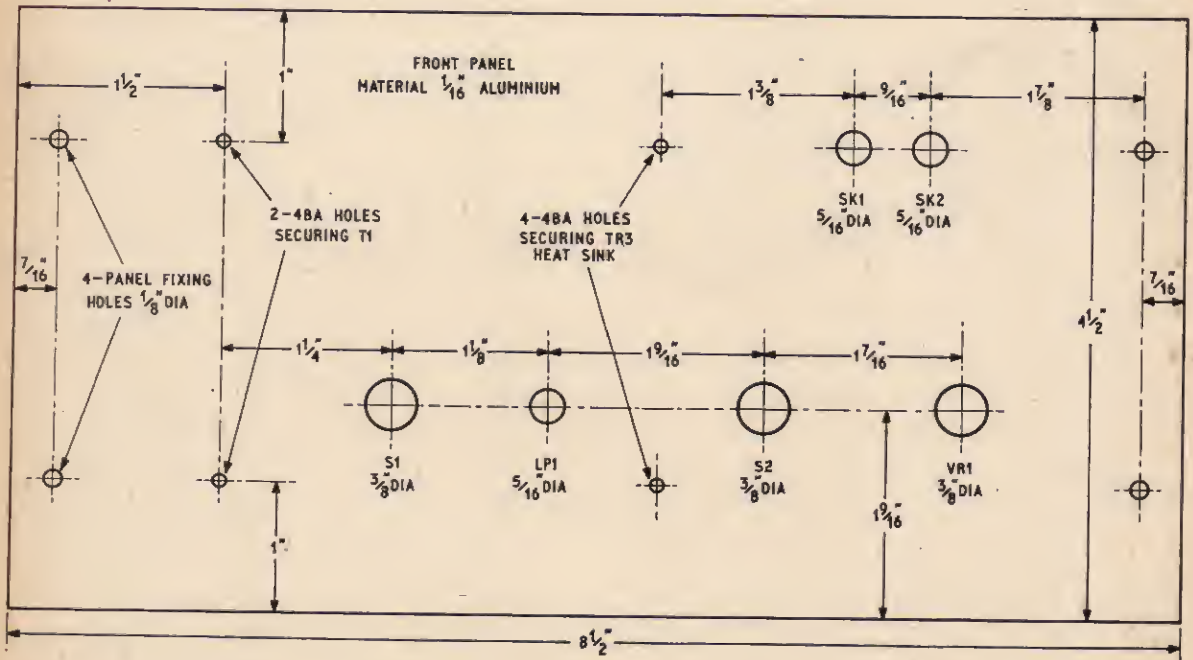 FRONT PANEL
MATERIAL 1/16" ALUMINIUM
1 1/2"
1"
1 3/8"
9/16"
1 7/8"
SK1
5/16" DIA
SK2
5/16" DIA
2-4BA HOLES
SECURING T1
4-4BA HOLES
SECURING TR3
HEAT SINK
7/16"
4-PANEL FIXING
HOLES 1/8" DIA
7/16"
4 1/2"
1 1/4"
1 1/8"
1 9/16"
1 7/16"
S1
3/8" DIA
LP1
5/16" DIA
S2
3/8" DIA
VR1
3/8" DIA
1 9/16"
1"
8 1/2"